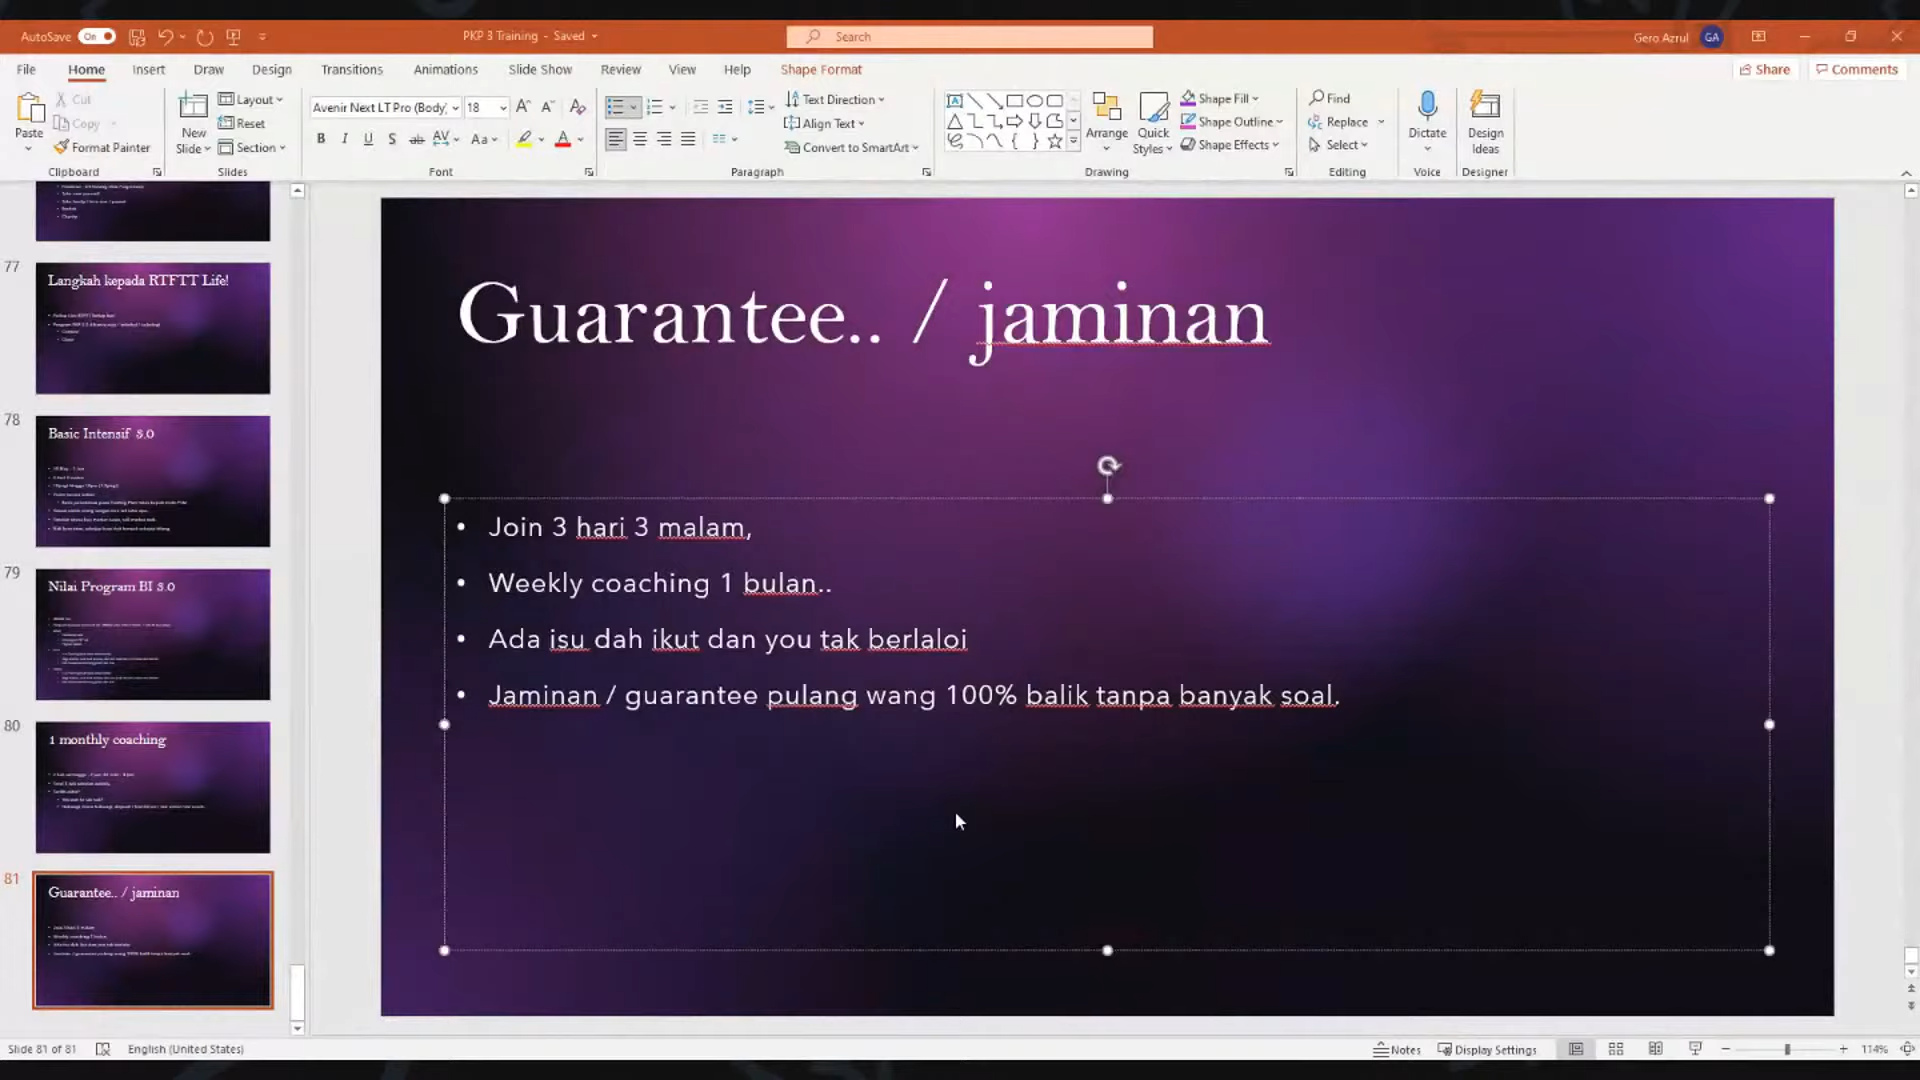 AutoSave On PKP 3 Training - Saved Search Gero Azrul GA
File Home Insert Draw Design Transitions Animations Slide Show Review View Help Shape Format Share Comments
Paste Cut Copy Format Painter
Clipboard
New Slide Layout Reset Section
Slides
Avenir Next LT Pro (Body) 18
Font
Text Direction Align Text Convert to SmartArt
Paragraph
Arrange Quick Styles Shape Fill Shape Outline Shape Effects
Drawing
Find Replace Select
Editing
Dictate
Voice
Design Ideas
Designer
77
Langkah kepada RTFTT Life!
78
Basic Intensif 3.0
79
Nilai Program BI 3.0
80
1 monthly coaching
81
Guarantee.. / jaminan
Guarantee.. / jaminan
• Join 3 hari 3 malam,
• Weekly coaching 1 bulan..
• Ada isu dah ikut dan you tak berlaloi
• Jaminan / guarantee pulang wang 100% balik tanpa banyak soal.
Slide 81 of 81 English (United States) Notes Display Settings 114%